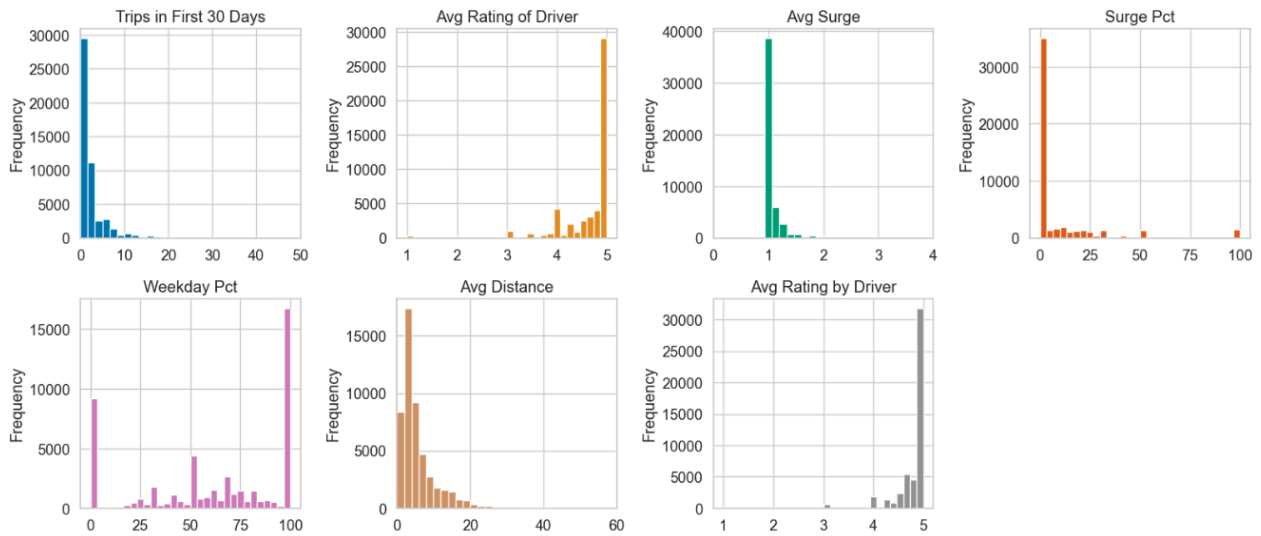 Trips in First 30 Days
Frequency
30000
25000
20000
15000
10000
5000
0
0 10 20 30 40 50
Avg Rating of Driver
Frequency
30000
25000
20000
15000
10000
5000
0
1 2 3 4 5
Avg Surge
Frequency
40000
30000
20000
10000
0
0 1 2 3 4
Surge Pct
Frequency
30000
20000
10000
0
0 25 50 75 100
Weekday Pct
Frequency
15000
10000
5000
0
0 25 50 75 100
Avg Distance
Frequency
15000
10000
5000
0
0 20 40 60
Avg Rating by Driver
Frequency
30000
25000
20000
15000
10000
5000
0
1 2 3 4 5